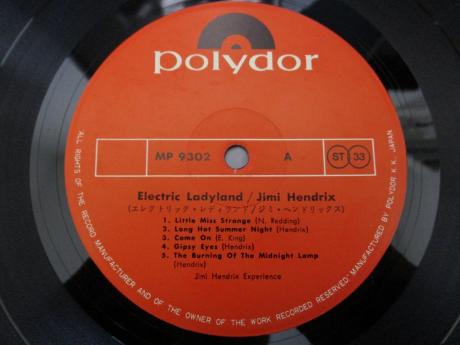 polydor
MP 9302 A ST 33
Electric Ladyland / Jimi Hendrix
(エレクトリック・レディランド/ジミ・ヘンドリックス)
1. Little Miss Strange (N. Redding)
2. Long Hot Summer Night (Hendrix)
3. Come On (E. King)
4. Gipsy Eyes (Hendrix)
5. The Burning Of The Midnight Lamp
(Hendrix)
Jimi Hendrix Experience
ALL RIGHTS OF THE RECORD MANUFACTURER AND OF THE OWNER OF THE WORK RECORDED RESERVED. MANUFACTURED BY POLYDOR K.K. JAPAN